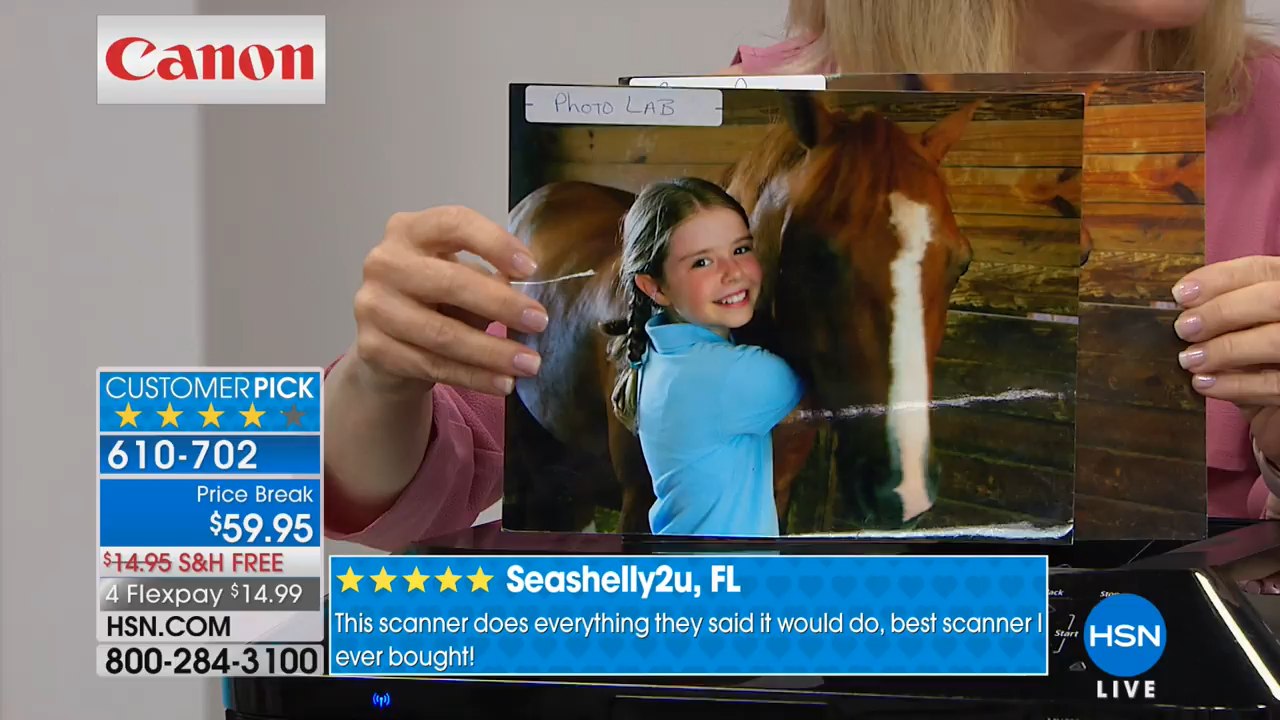 Canon
Photo LAB
CUSTOMER PICK
610-702
Price Break
$59.95
$14.95 S&H FREE
4 Flexpay $14.99
HSN.COM
800-284-3100
Seashelly2u, FL
This scanner does everything they said it would do, best scanner I
ever bought!
Stop
Start
HSN
LIVE